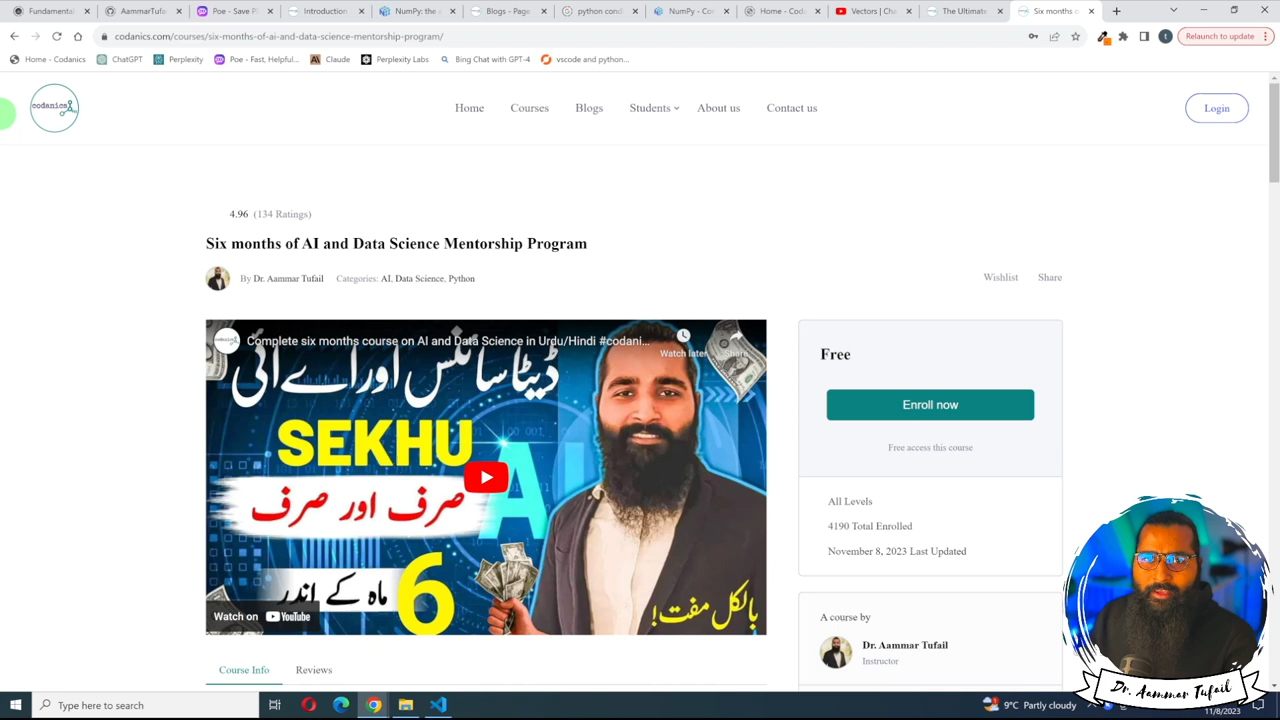 Fundamental
AammarTufa
Poe - Save P
Introduction
NumPy: the a
Blogs - Page
python cond
NumPy - Co
Home - Cod
Vectors | Cha
The Ultimate
Six months o
codanics.com/courses/six-months-of-ai-and-data-science-mentorship-program/
Relaunch to update
Home - Codanics
ChatGPT
Perplexity
Poe - Fast, Helpful...
Claude
Perplexity Labs
Bing Chat with GPT-4
vscode and python...
codanics
Home
Courses
Blogs
Students
About us
Contact us
Login
4.96 (134 Ratings)
Six months of AI and Data Science Mentorship Program
By Dr. Aammar Tufail Categories: AI, Data Science, Python
Wishlist Share
Complete six months course on AI and Data Science in Urdu/Hindi #codani...
Watch later
Share
ڈیٹا سائنس اور اے آئی
SEKHU
صرف اور صرف
A
6
ماہ کے اندر
بالکل مفت!
Watch on YouTube
Free
Enroll now
Free access this course
All Levels
4190 Total Enrolled
November 8, 2023 Last Updated
A course by
Dr. Aammar Tufail
Instructor
Course Info
Reviews
Dr. Aammar Tufail
Type here to search
9°C Partly cloudy
11/8/2023